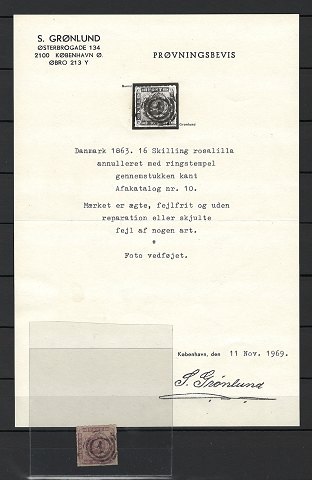 S. GRØNLUND
ØSTERBROGADE 134
2100 KØBENHAVN Ø.
ØBRO 213 Y
PRØVNINGSBEVIS
Grønlund
Danmark 1863. 16 Skilling rosalilla
annulleret med ringstempel
gennemstukken kant
Afakatalog nr. 10.
Mærket er ægte, fejlfrit og uden
reparation eller skjulte
fejl af nogen art.
*
Foto vedføjet.
København, den 11 Nov. 1969.
S. Grønlund